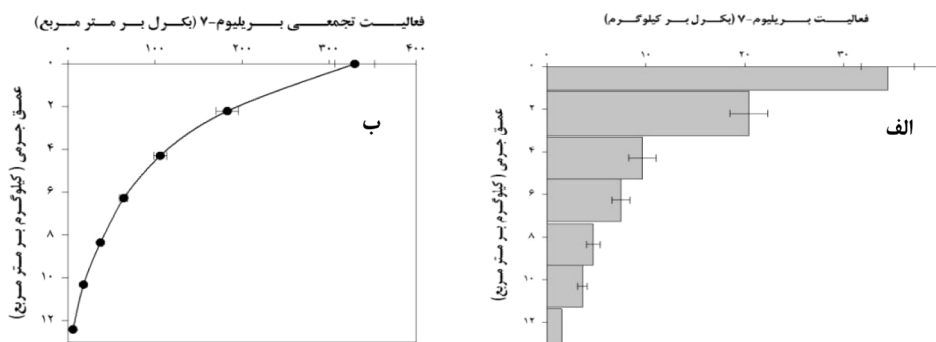 فعالیت بریلیوم-۷ (بکرل بر کیلوگرم)
۰ ۱۰ ۲۰ ۳۰
۰
۲
۴
۶
۸
۱۰
۱۲
عمق جرمی (کیلوگرم بر متر مربع)
الف
فعالیت تجمعی بریلیوم-۷ (بکرل بر متر مربع)
۰ ۱۰۰ ۲۰۰ ۳۰۰ ۴۰۰
۰
۲
۴
۶
۸
۱۰
۱۲
عمق جرمی (کیلوگرم بر متر مربع)
ب